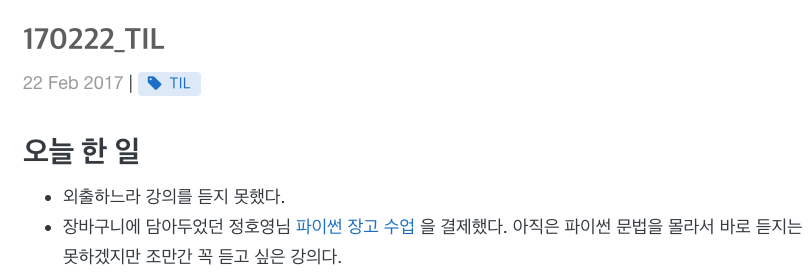 170222_TIL
22 Feb 2017 | TIL
오늘 한 일
외출하느라 강의를 듣지 못했다.
장바구니에 담아두었던 정호영님 파이썬 장고 수업 을 결제했다. 아직은 파이썬 문법을 몰라서 바로 듣지는
못하겠지만 조만간 꼭 듣고 싶은 강의다.